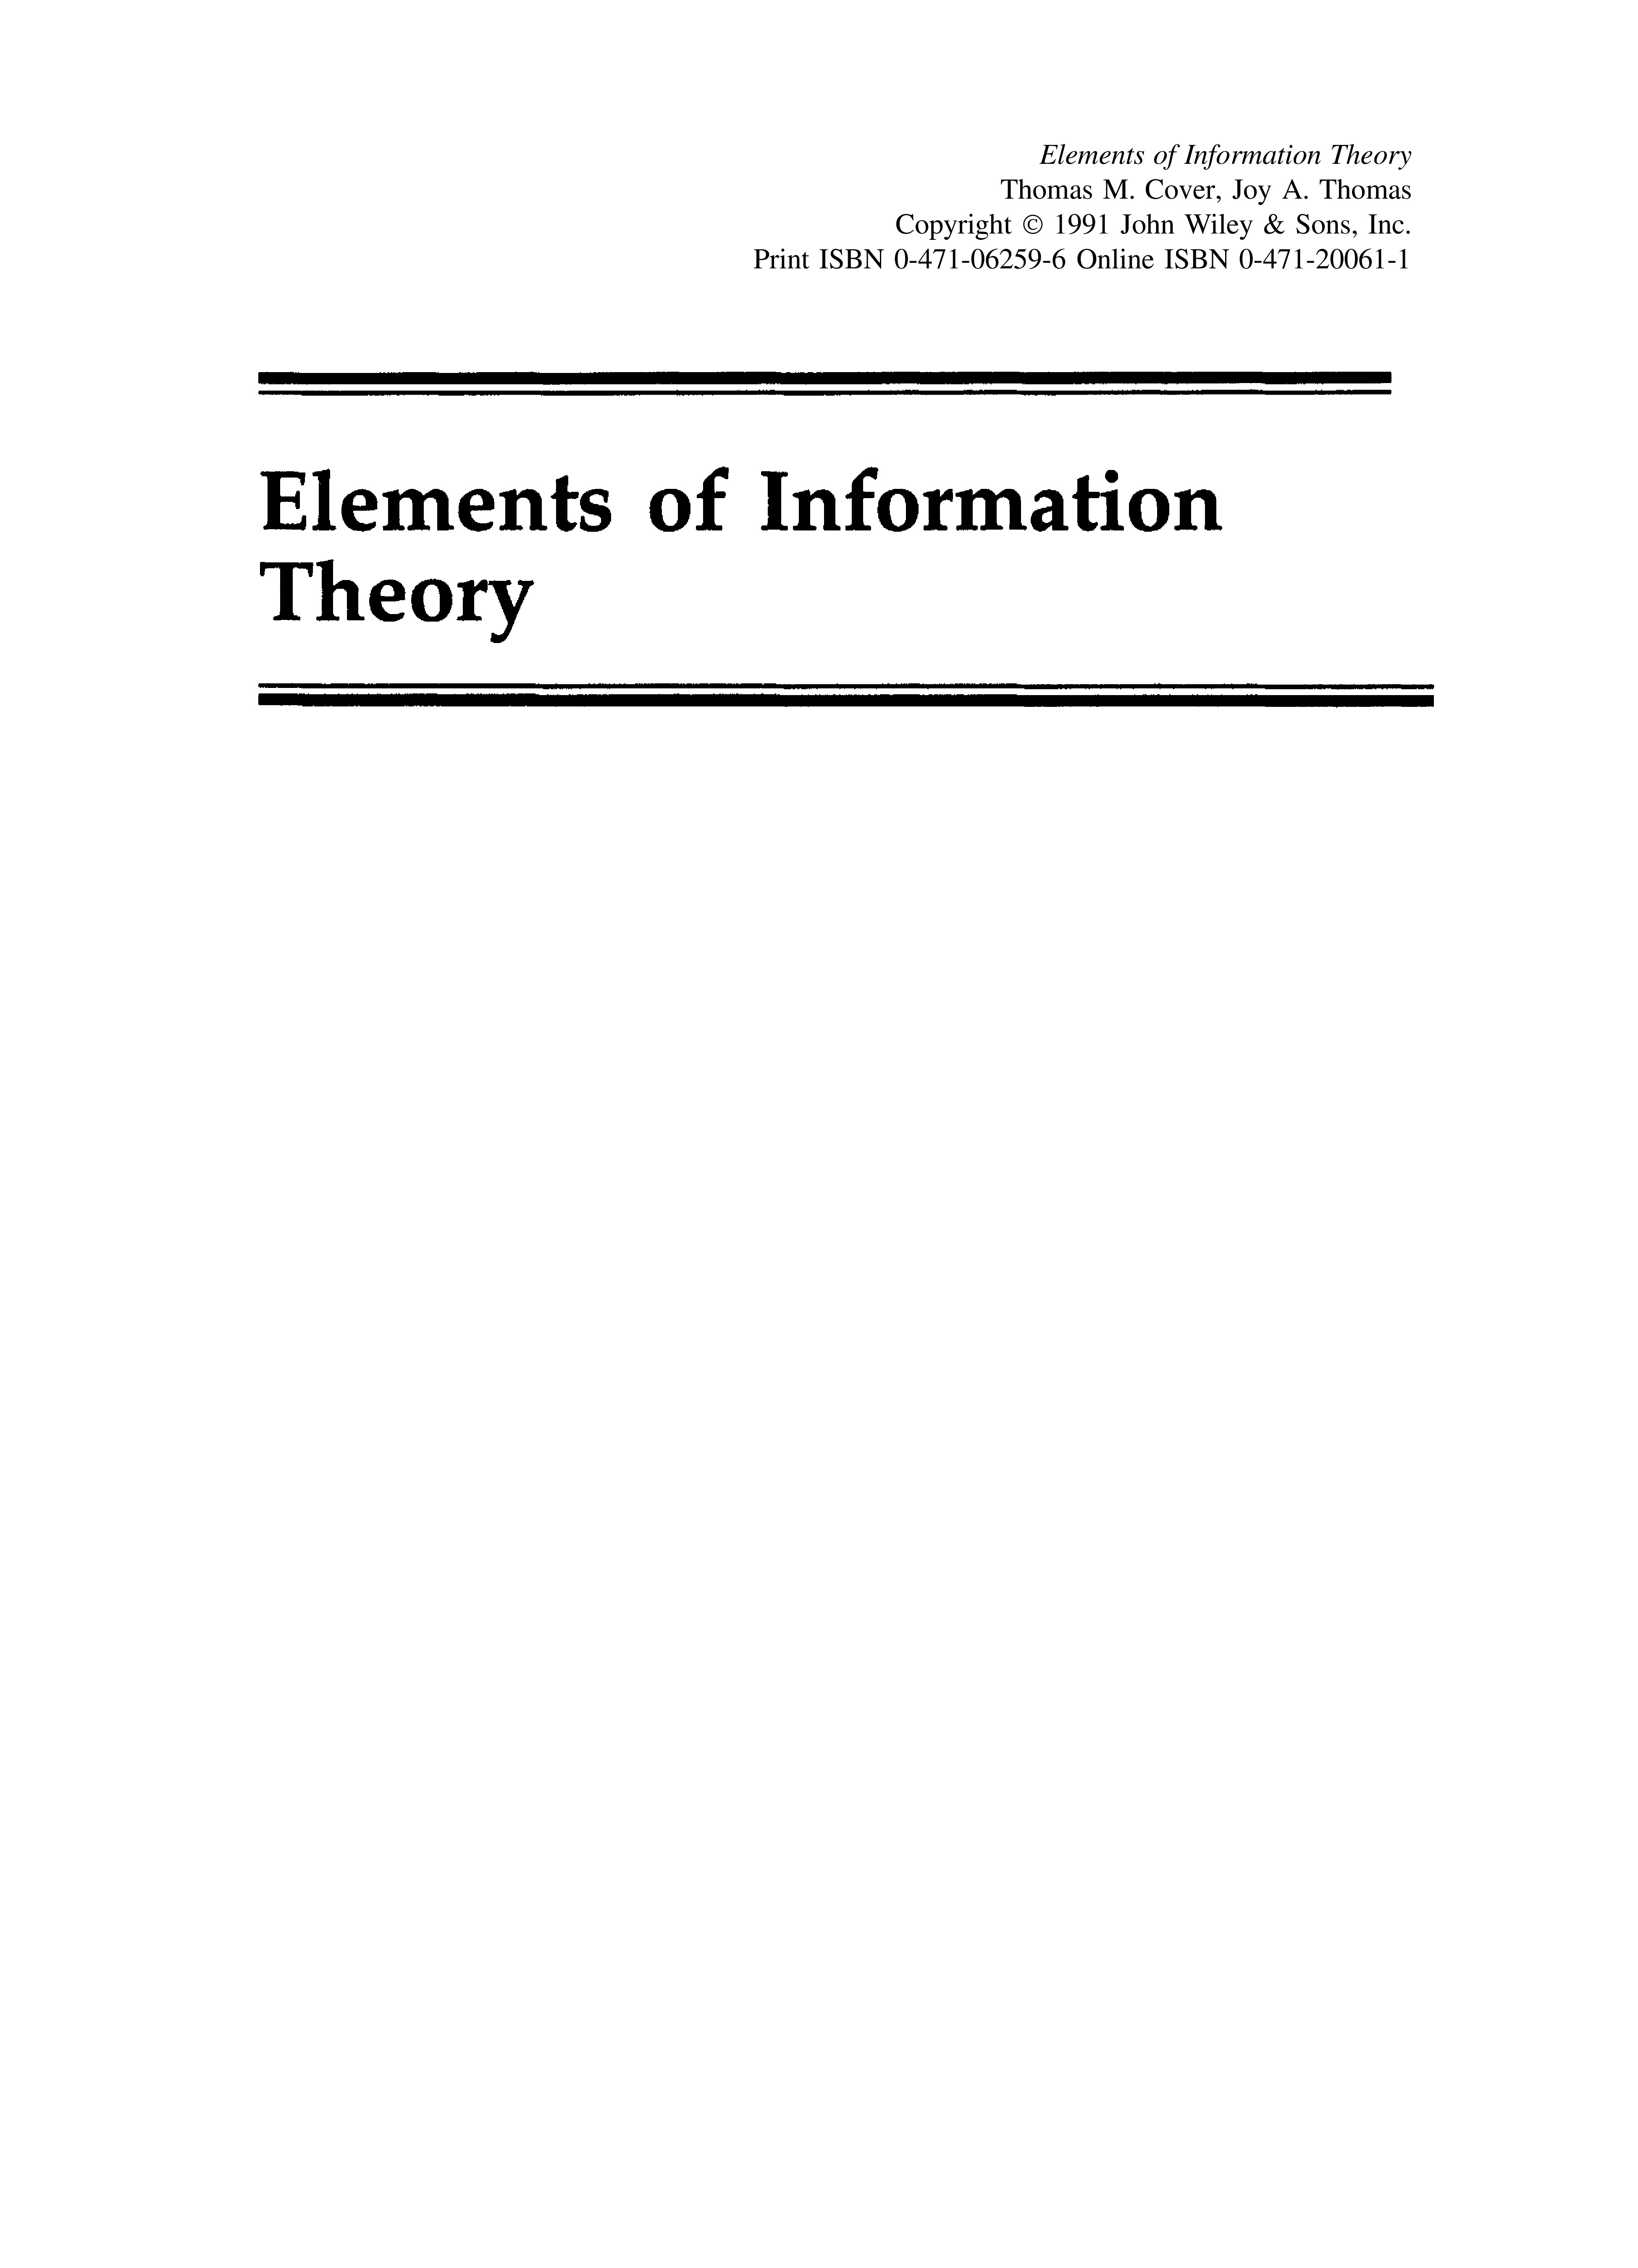 Elements of Information Theory
Thomas M. Cover, Joy A. Thomas
Copyright © 1991 John Wiley & Sons, Inc.
Print ISBN 0-471-06259-6 Online ISBN 0-471-20061-1
Elements of Information
Theory